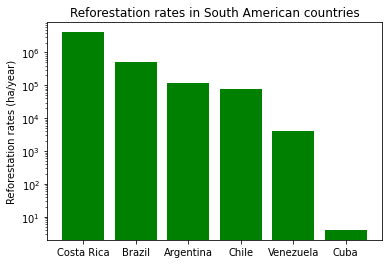 Reforestation rates in South American countries
Reforestation rates (ha/year)
10⁶
10⁵
10⁴
10³
10²
10¹
Costa Rica Brazil Argentina Chile Venezuela Cuba